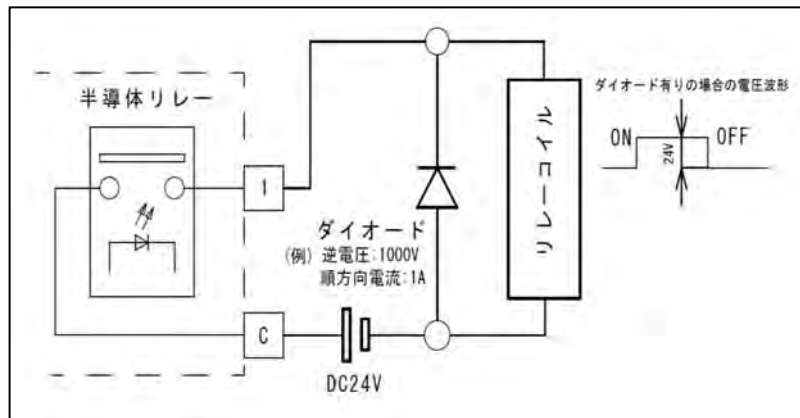 半導体リレー
1
C
DC24V
ダイオード
(例) 逆電圧:1000V
順方向電流:1A
リレーコイル
ダイオード有りの場合の電圧波形
ON
24V
OFF